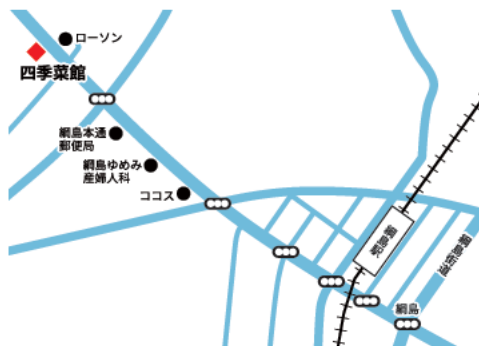 ローソン
四季菜館
綱島本通
郵便局
綱島ゆめみ
産婦人科
ココス
綱島駅
綱島街道
綱島